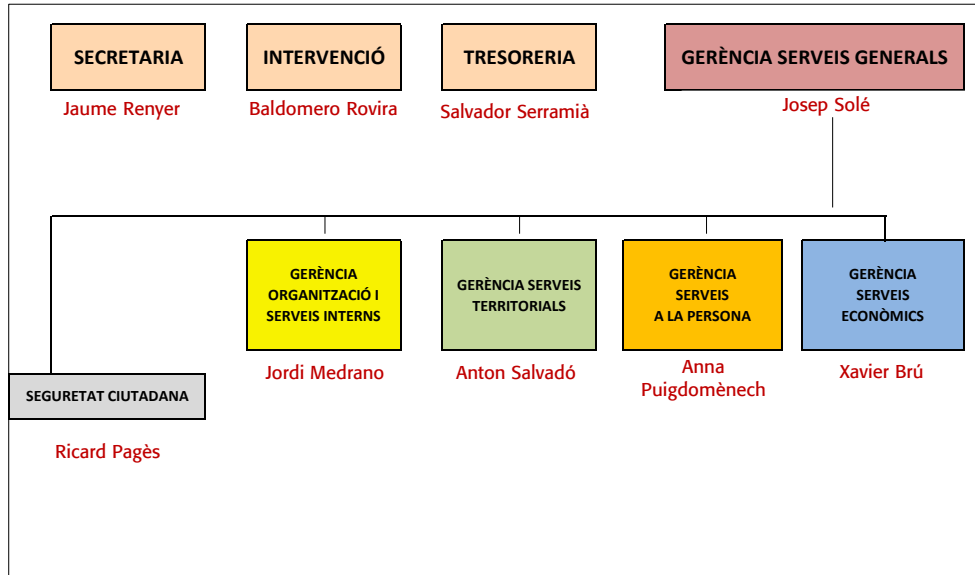 SECRETARIA
INTERVENCIÓ
TRESORERIA
GERÈNCIA SERVEIS GENERALS
Jaume Renyer
Baldomero Rovira
Salvador Serramià
Josep Solé
GERÈNCIA
ORGANITZACIÓ I
SERVEIS INTERNS
GERÈNCIA SERVEIS
TERRITORIALS
GERÈNCIA
SERVEIS
A LA PERSONA
GERÈNCIA
SERVEIS
ECONÒMICS
Jordi Medrano
Anton Salvadó
Anna
Puigdomènech
Xavier Brú
SEGURETAT CIUTADANA
Ricard Pagès